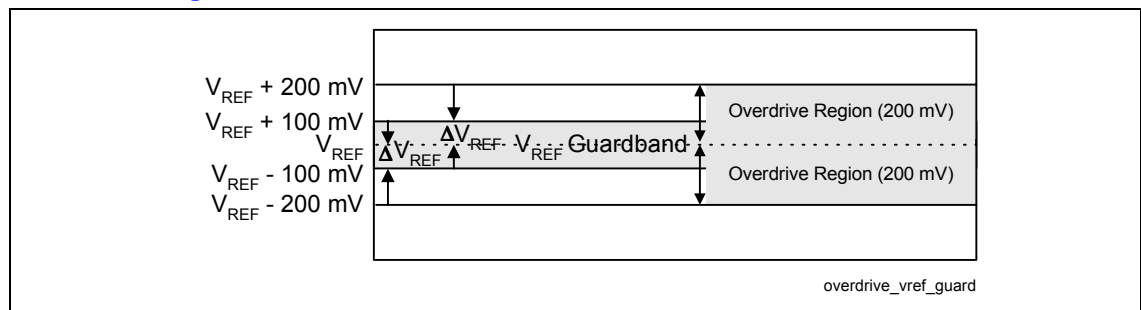 V_REF + 200 mV
V_REF + 100 mV
V_REF
V_REF - 100 mV
V_REF - 200 mV
ΔV_REF
ΔV_REF
V_REF Guardband
Overdrive Region (200 mV)
Overdrive Region (200 mV)
overdrive_vref_guard